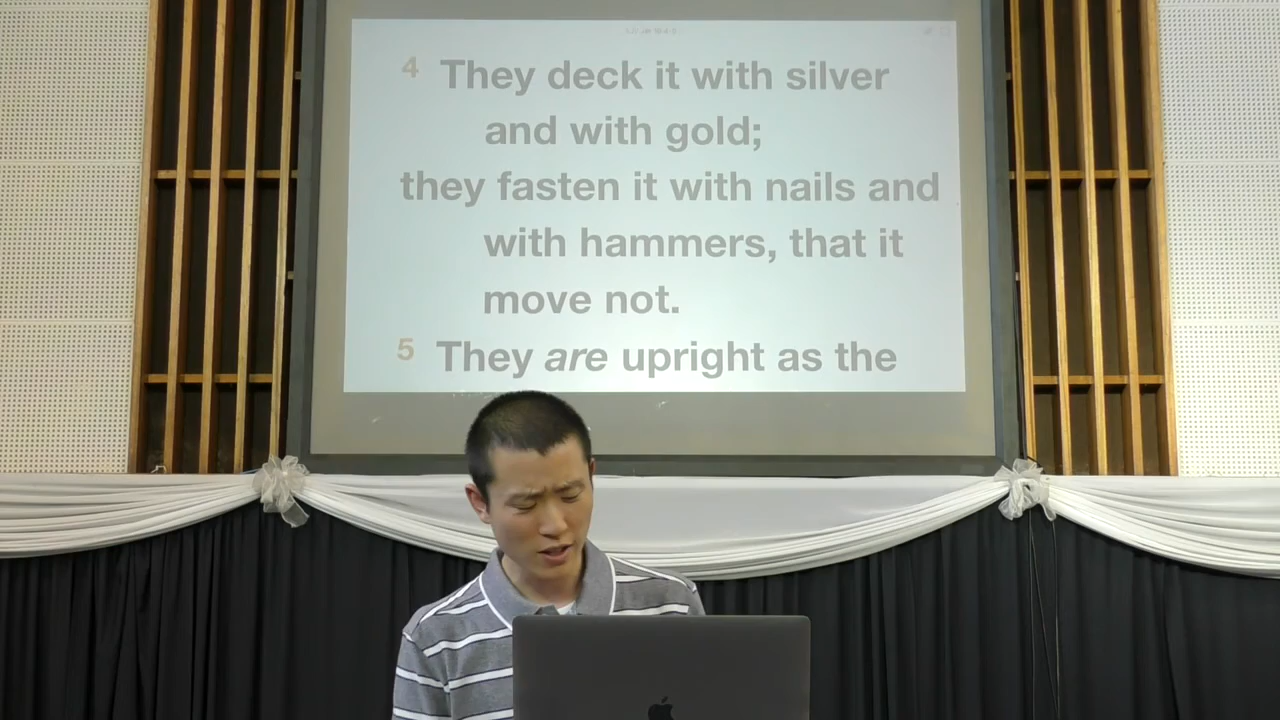 4 They deck it with silver
and with gold;
they fasten it with nails and
with hammers, that it
move not.
5 They are upright as the